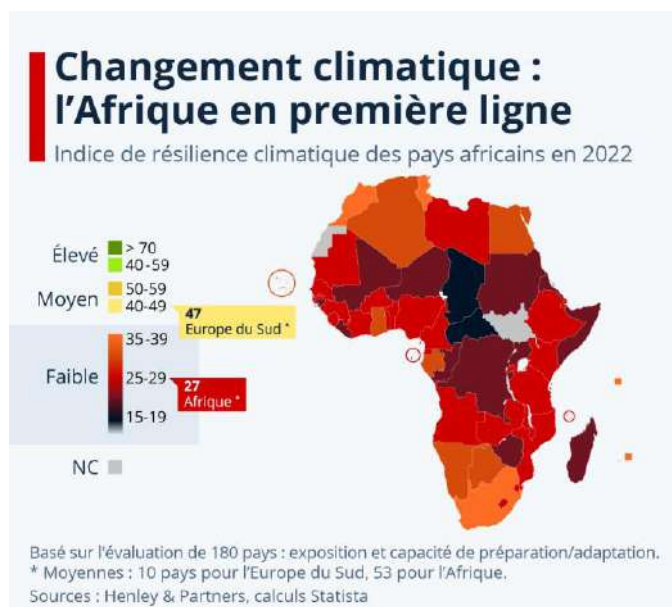 Changement climatique :
l'Afrique en première ligne
Indice de résilience climatique des pays africains en 2022
Élevé
> 70
40-59
Moyen
50-59
40-49
47
Europe du Sud *
Faible
35-39
25-29
15-19
27
Afrique *
NC
Basé sur l'évaluation de 180 pays : exposition et capacité de préparation/adaptation.
* Moyennes : 10 pays pour l'Europe du Sud, 53 pour l'Afrique.
Sources : Henley & Partners, calculs Statista